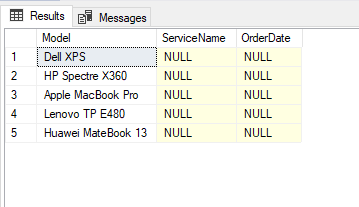 Results Messages
Model ServiceName OrderDate
1 Dell XPS NULL NULL
2 HP Spectre X360 NULL NULL
3 Apple MacBook Pro NULL NULL
4 Lenovo TP E480 NULL NULL
5 Huawei MateBook 13 NULL NULL